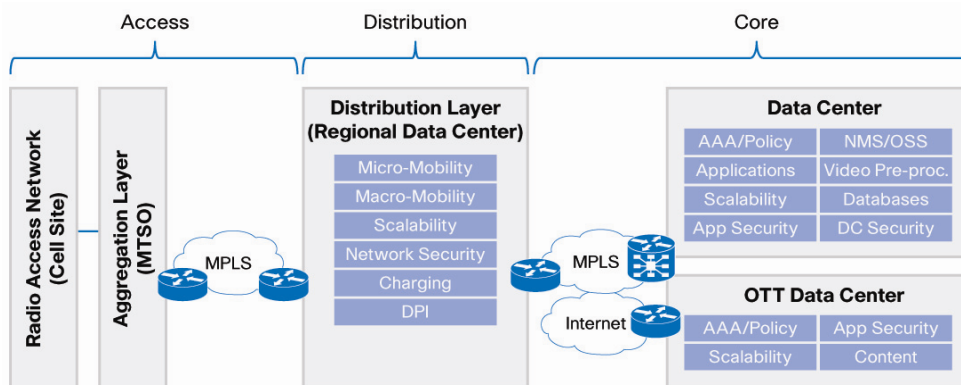 Access
Distribution
Core
Radio Access Network
(Cell Site)
Aggregation Layer
(MTSO)
MPLS
Distribution Layer
(Regional Data Center)
Micro-Mobility
Macro-Mobility
Scalability
Network Security
Charging
DPI
MPLS
Internet
Data Center
AAA/Policy
NMS/OSS
Applications
Video Pre-proc.
Scalability
Databases
App Security
DC Security
OTT Data Center
AAA/Policy
App Security
Scalability
Content